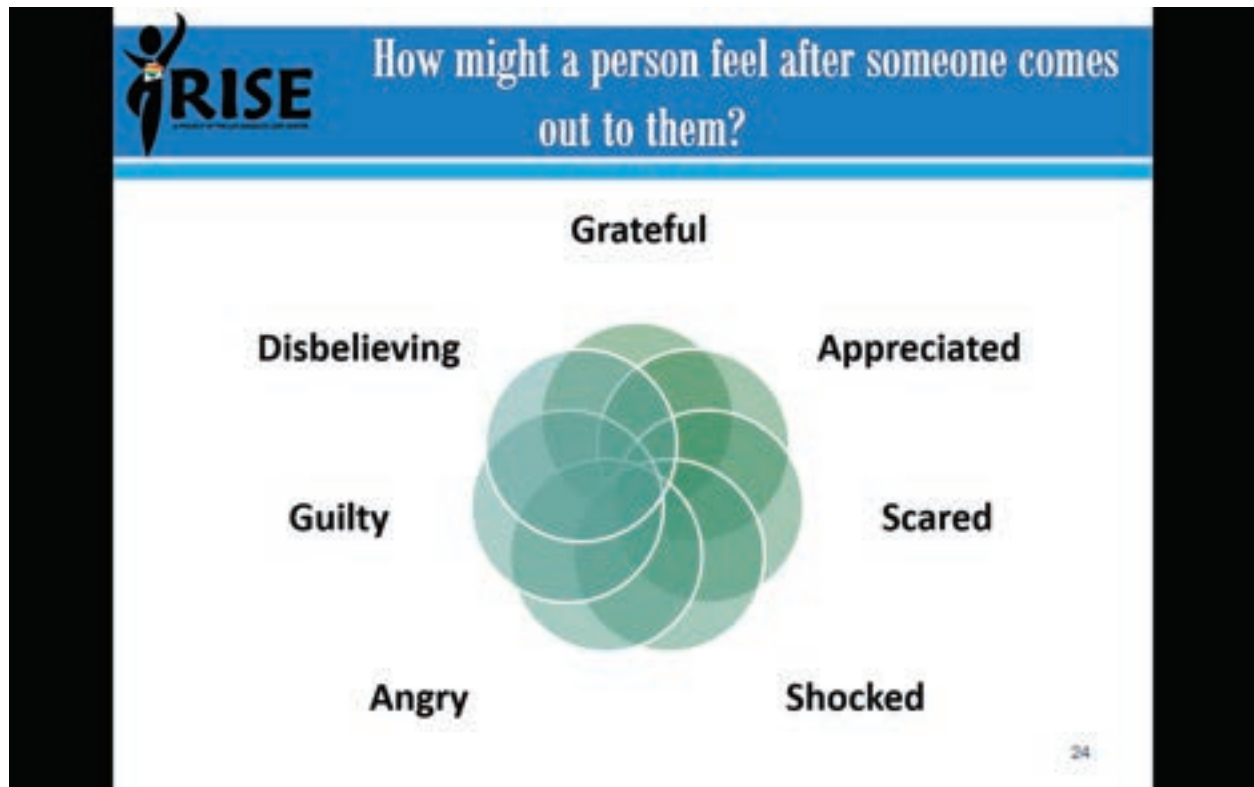 RISE
How might a person feel after someone comes
out to them?
Grateful
Disbelieving
Appreciated
Guilty
Scared
Angry
Shocked
24